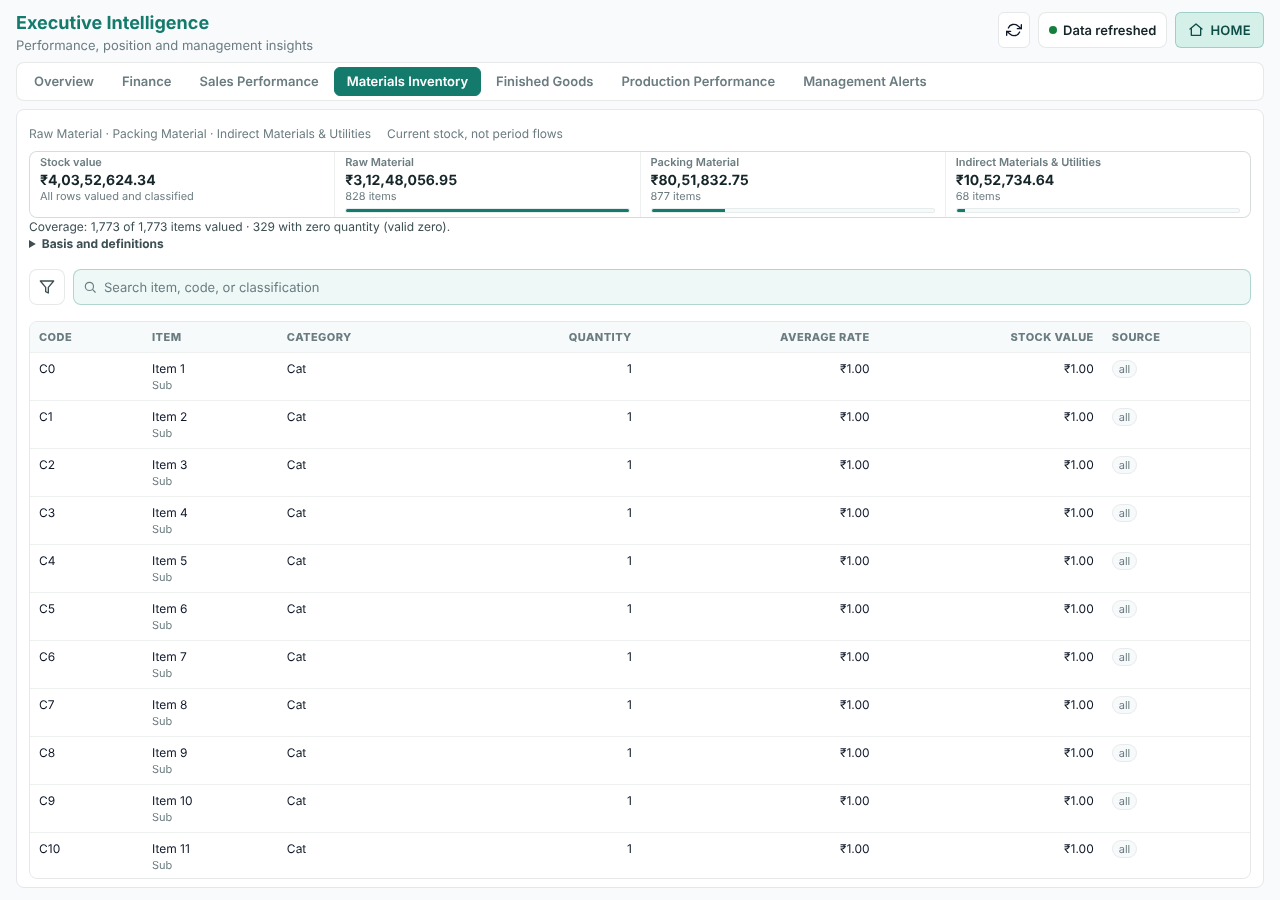 Executive Intelligence
Performance, position and management insights
Data refreshed
HOME
Overview Finance Sales Performance Materials Inventory Finished Goods Production Performance Management Alerts
Raw Material · Packing Material · Indirect Materials & Utilities Current stock, not period flows
Stock value Raw Material Packing Material Indirect Materials & Utilities
₹4,03,52,624.34 ₹3,12,48,056.95 ₹80,51,832.75 ₹10,52,734.64
All rows valued and classified 828 items 877 items 68 items
Coverage: 1,773 of 1,773 items valued · 329 with zero quantity (valid zero).
Basis and definitions
Search item, code, or classification
CODE ITEM CATEGORY QUANTITY AVERAGE RATE STOCK VALUE SOURCE
C0 Item 1 Cat 1 ₹1.00 ₹1.00 all
Sub
C1 Item 2 Cat 1 ₹1.00 ₹1.00 all
Sub
C2 Item 3 Cat 1 ₹1.00 ₹1.00 all
Sub
C3 Item 4 Cat 1 ₹1.00 ₹1.00 all
Sub
C4 Item 5 Cat 1 ₹1.00 ₹1.00 all
Sub
C5 Item 6 Cat 1 ₹1.00 ₹1.00 all
Sub
C6 Item 7 Cat 1 ₹1.00 ₹1.00 all
Sub
C7 Item 8 Cat 1 ₹1.00 ₹1.00 all
Sub
C8 Item 9 Cat 1 ₹1.00 ₹1.00 all
Sub
C9 Item 10 Cat 1 ₹1.00 ₹1.00 all
Sub
C10 Item 11 Cat 1 ₹1.00 ₹1.00 all
Sub